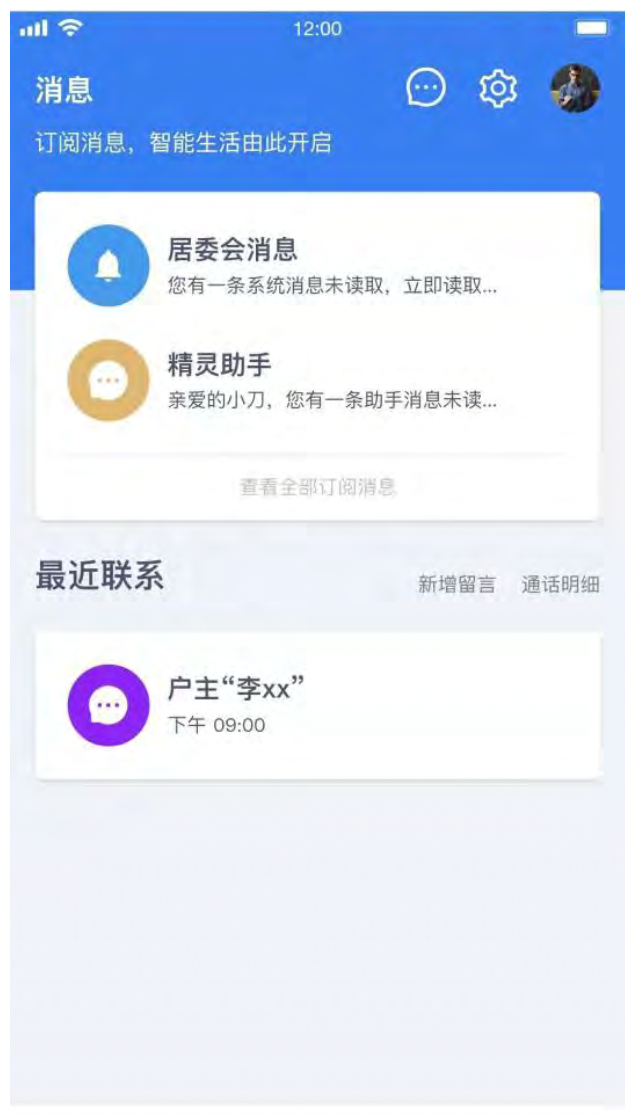 12:00
消息
订阅消息，智能生活由此开启
居委会消息
您有一条系统消息未读取，立即读取...
精灵助手
亲爱的小刀，您有一条助手消息未读...
查看全部订阅消息
最近联系
新增留言 通话明细
户主“李xx”
下午 09:00